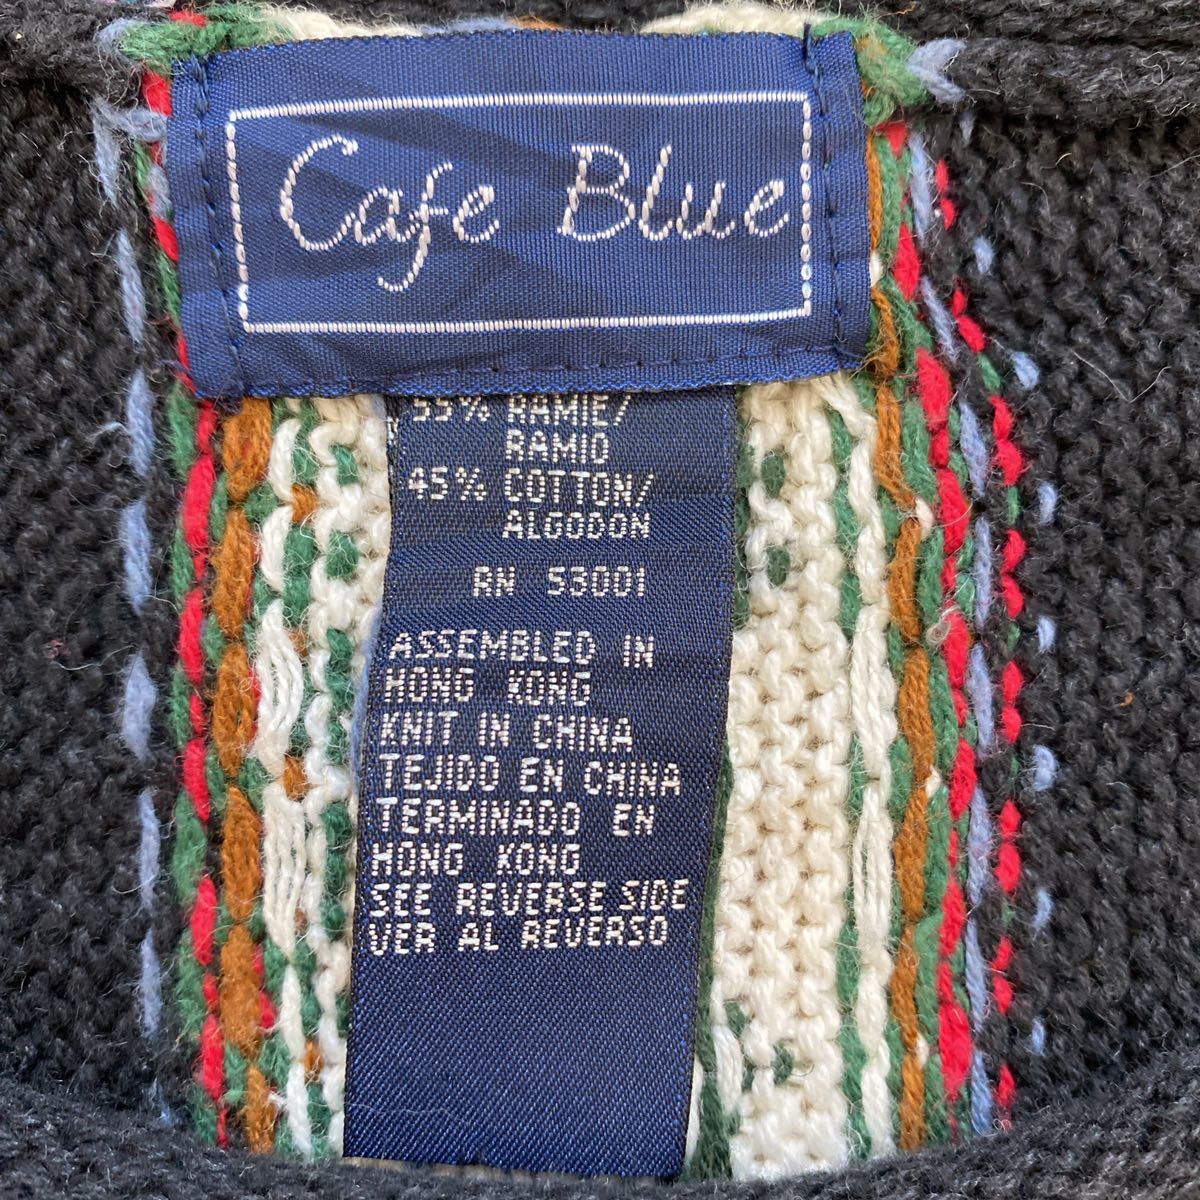 Cafe Blue
55% RAMIE/
RAMIO
45% COTTON/
ALGODON
RN 53001
ASSEMBLED IN
HONG KONG
KNIT IN CHINA
TEJIDO EN CHINA
TERMINADO EN
HONG KONG
SEE REVERSE SIDE
VER AL REVERSO